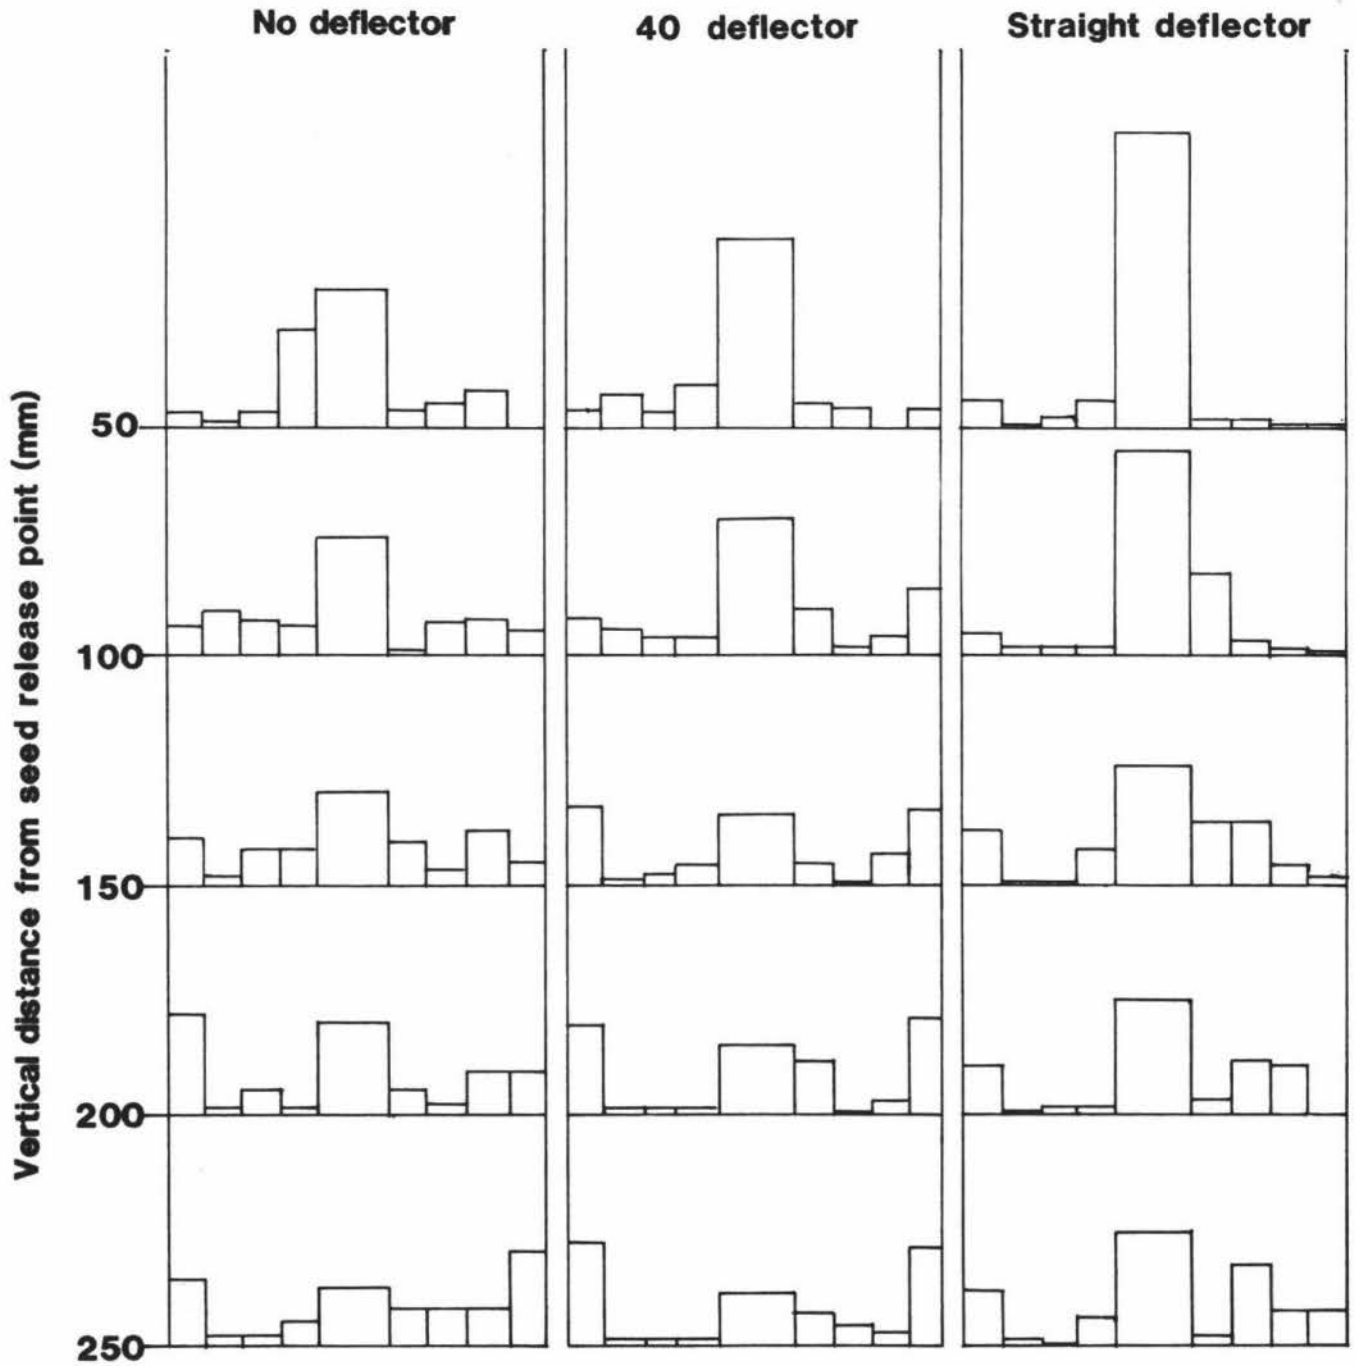 No deflector
40 deflector
Straight deflector
Vertical distance from seed release point (mm)
50
100
150
200
250